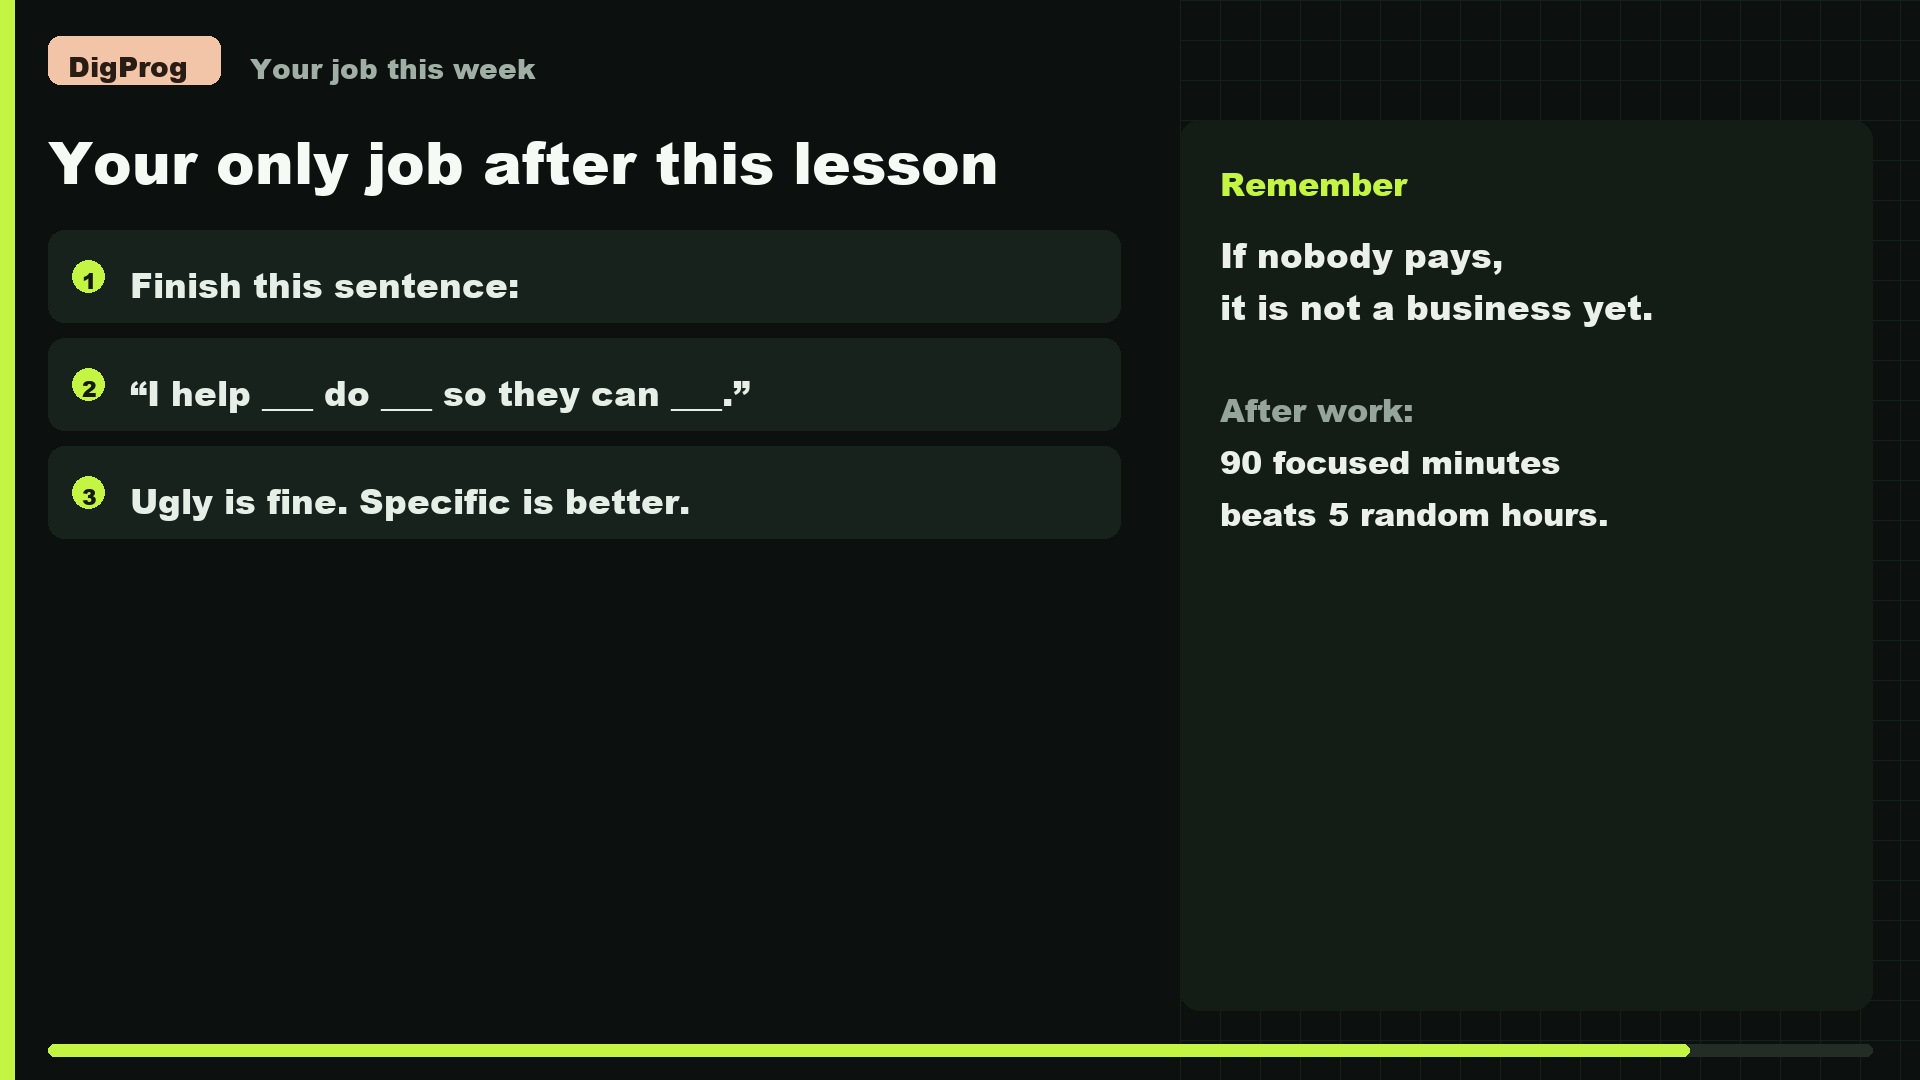 DigProg
Your job this week
Your only job after this lesson
1 Finish this sentence:
2 “I help ___ do ___ so they can ___.”
3 Ugly is fine. Specific is better.
Remember
If nobody pays,
it is not a business yet.
After work:
90 focused minutes
beats 5 random hours.